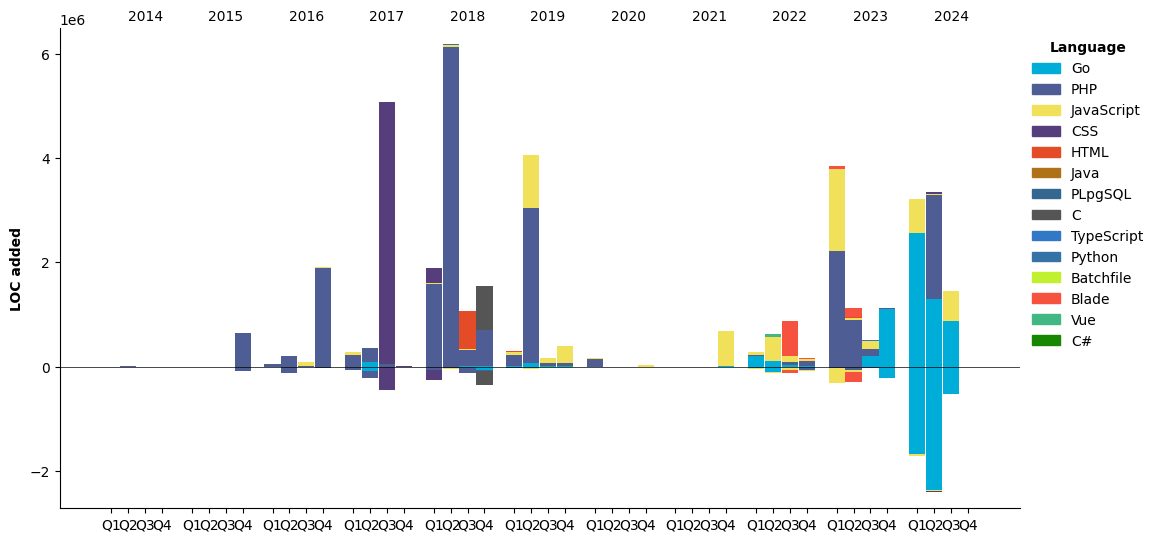 2014 2015 2016 2017 2018 2019 2020 2021 2022 2023 2024
1e6
6
4
2
0
−2
LOC added
Q1Q2Q3Q4 Q1Q2Q3Q4 Q1Q2Q3Q4 Q1Q2Q3Q4 Q1Q2Q3Q4 Q1Q2Q3Q4 Q1Q2Q3Q4 Q1Q2Q3Q4 Q1Q2Q3Q4 Q1Q2Q3Q4 Q1Q2Q3Q4
Language
Go
PHP
JavaScript
CSS
HTML
Java
PLpgSQL
C
TypeScript
Python
Batchfile
Blade
Vue
C#